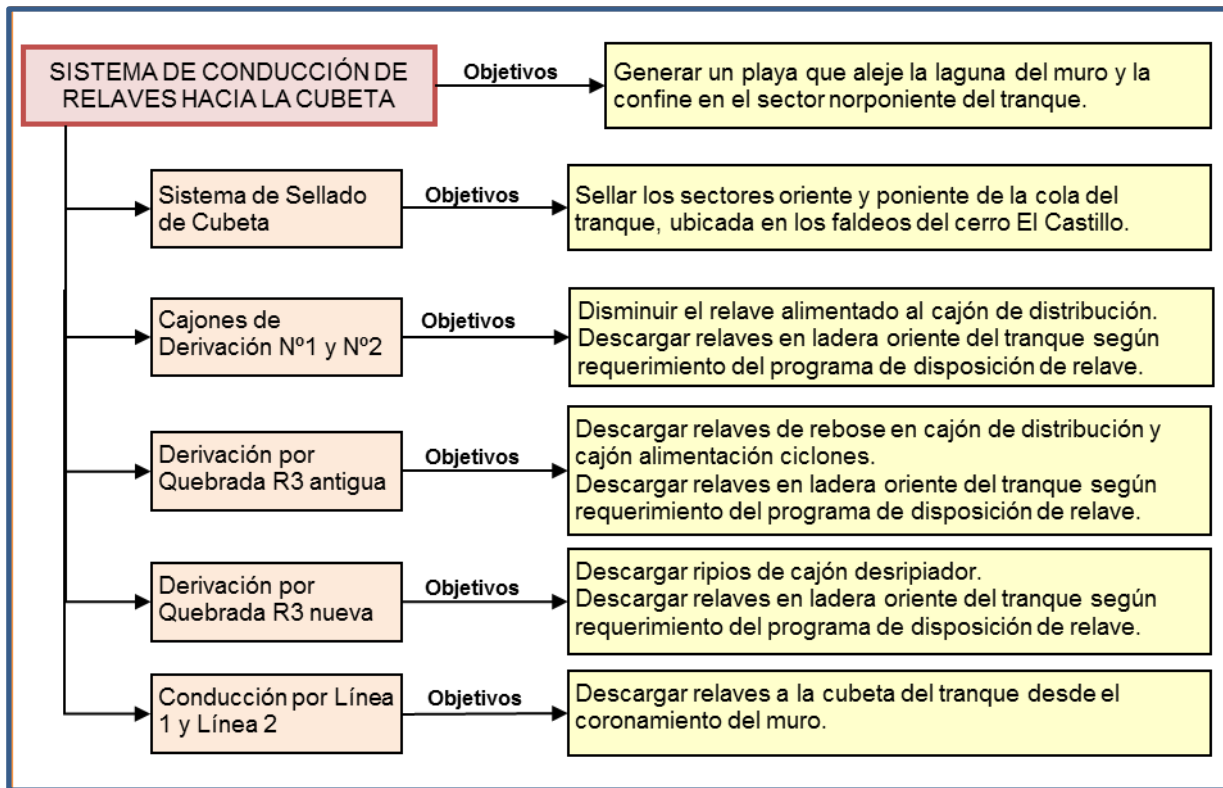 SISTEMA DE CONDUCCIÓN DE
RELAVES HACIA LA CUBETA
Objetivos
Generar un playa que aleje la laguna del muro y la
confine en el sector norponiente del tranque.
Sistema de Sellado
de Cubeta
Objetivos
Sellar los sectores oriente y poniente de la cola del
tranque, ubicada en los faldeos del cerro El Castillo.
Cajones de
Derivación Nº1 y Nº2
Objetivos
Disminuir el relave alimentado al cajón de distribución.
Descargar relaves en ladera oriente del tranque según
requerimiento del programa de disposición de relave.
Derivación por
Quebrada R3 antigua
Objetivos
Descargar relaves de rebose en cajón de distribución y
cajón alimentación ciclones.
Descargar relaves en ladera oriente del tranque según
requerimiento del programa de disposición de relave.
Derivación por
Quebrada R3 nueva
Objetivos
Descargar ripios de cajón desripiador.
Descargar relaves en ladera oriente del tranque según
requerimiento del programa de disposición de relave.
Conducción por Línea
1 y Línea 2
Objetivos
Descargar relaves a la cubeta del tranque desde el
coronamiento del muro.